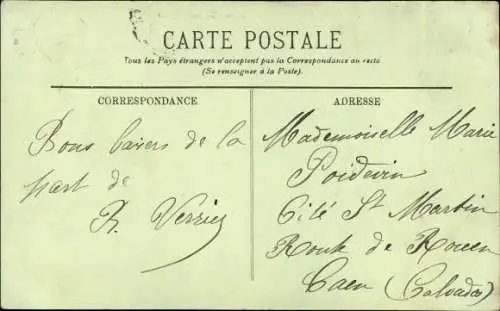 CARTE POSTALE
Tous les Pays étrangers n'acceptent pas la Correspondance au recto
(Se renseigner à la Poste).
CORRESPONDANCE
Bons baisers de la
part de
ADRESSE
Mademoiselle Marie
Poidevin
Cité St Martin
Route de Rouen
Caen (Calvados)